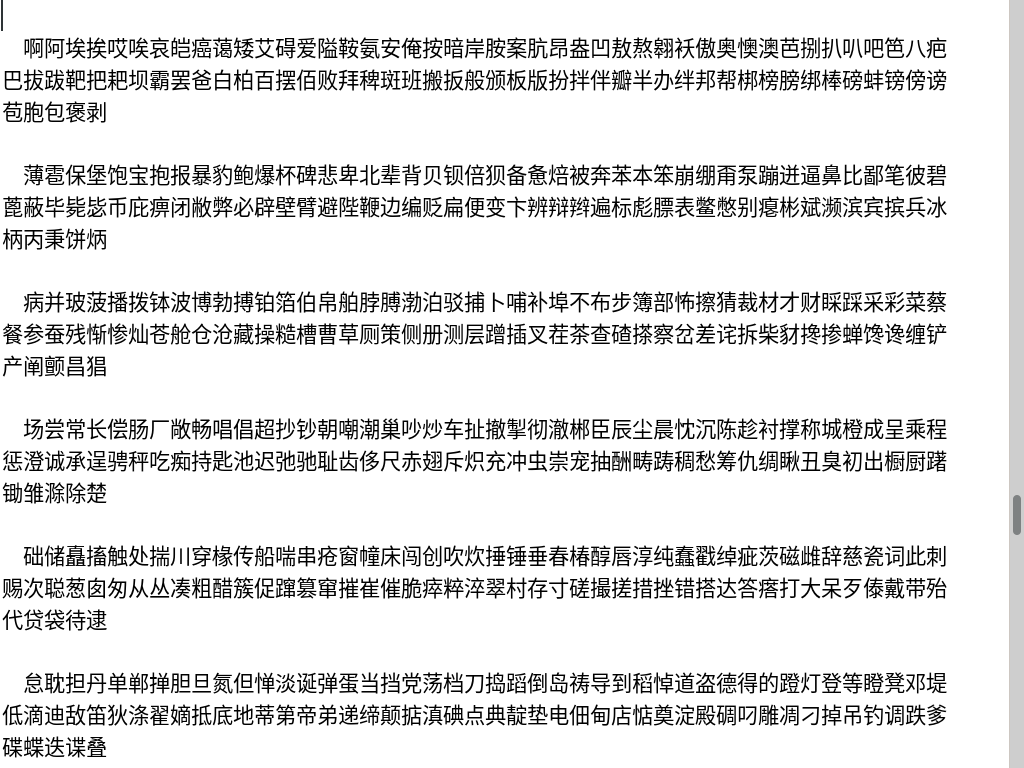 啊阿埃挨哎唉哀皑癌蔼矮艾碍爱隘鞍氨安俺按暗岸胺案肮昂盎凹敖熬翱袄傲奥懊澳芭捌扒叭吧笆八疤
巴拔跋靶把耙坝霸罢爸白柏百摆佰败拜稗斑班搬扳般颁板版扮拌伴瓣半办绊邦帮梆榜膀绑棒磅蚌镑傍谤
苞胞包褒剥
薄雹保堡饱宝抱报暴豹鲍爆杯碑悲卑北辈背贝钡倍狈备惫焙被奔苯本笨崩绷甭泵蹦迸逼鼻比鄙笔彼碧
蓖蔽毕毙毖币庇痹闭敝弊必辟壁臂避陛鞭边编贬扁便变卞辨辩辫遍标彪膘表鳖憋别瘪彬斌濒滨宾摈兵冰
柄丙秉饼炳
病并玻菠播拨钵波博勃搏铂箔伯帛舶脖膊渤泊驳捕卜哺补埠不布步簿部怖擦猜裁材才财睬踩采彩菜蔡
餐参蚕残惭惨灿苍舱仓沧藏操糙槽曹草厕策侧册测层蹭插叉茬茶查碴搽察岔差诧拆柴豺搀掺蝉馋谗缠铲
产阐颤昌猖
场尝常长偿肠厂敞畅唱倡超抄钞朝嘲潮巢吵炒车扯撤掣彻澈郴臣辰尘晨忱沉陈趁衬撑称城橙成呈乘程
惩澄诚承逞骋秤吃痴持匙池迟弛驰耻齿侈尺赤翅斥炽充冲虫崇宠抽酬畴踌稠愁筹仇绸瞅丑臭初出橱厨躇
锄雏滁除楚
础储矗搐触处揣川穿椽传船喘串疮窗幢床闯创吹炊捶锤垂春椿醇唇淳纯蠢戳绰疵茨磁雌辞慈瓷词此刺
赐次聪葱囱匆从丛凑粗醋簇促蹿篡窜摧崔催脆瘁粹淬翠村存寸磋撮搓措挫错搭达答瘩打大呆歹傣戴带殆
代贷袋待逮
怠耽担丹单郸掸胆旦氮但惮淡诞弹蛋当挡党荡档刀捣蹈倒岛祷导到稻悼道盗德得的蹬灯登等瞪凳邓堤
低滴迪敌笛狄涤翟嫡抵底地蒂第帝弟递缔颠掂滇碘点典靛垫电佃甸店惦奠淀殿碉叼雕凋刁掉吊钓调跌爹
碟蝶迭谍叠